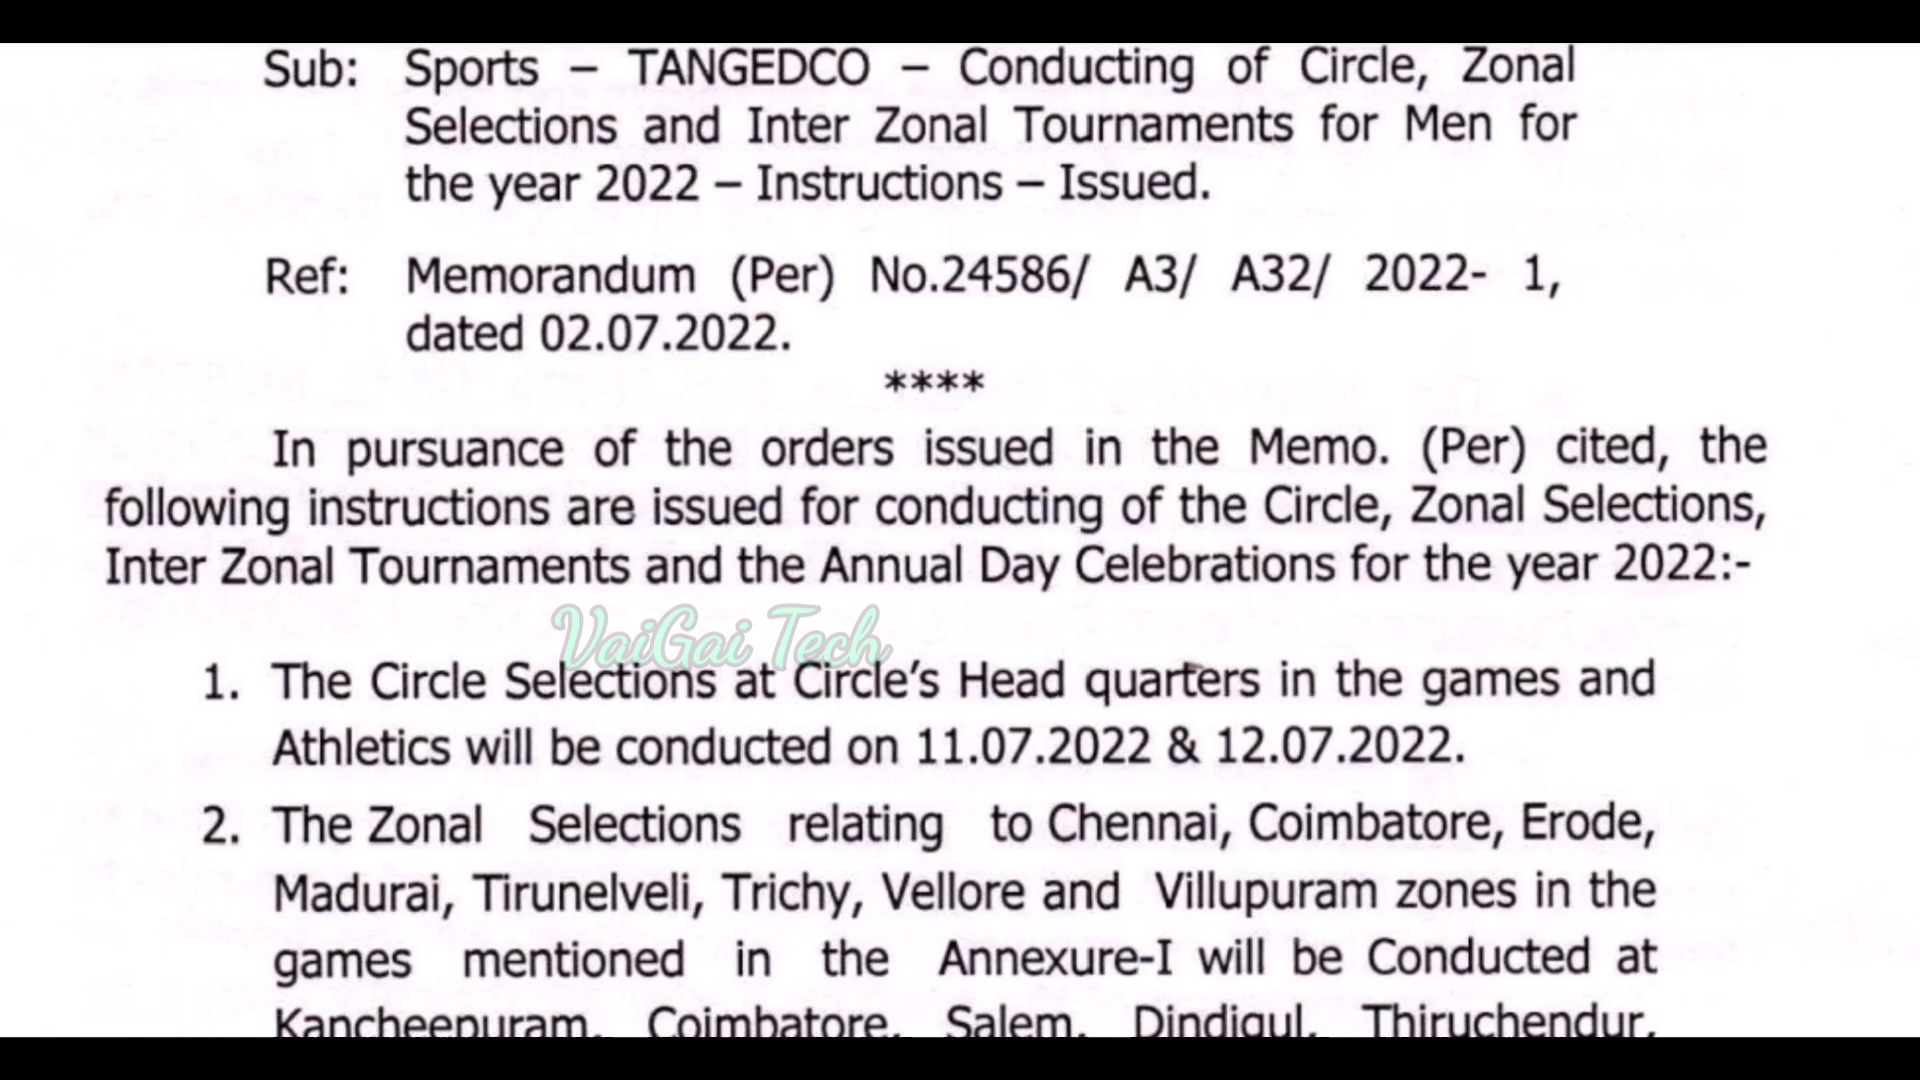 Sub: Sports – TANGEDCO – Conducting of Circle, Zonal
Selections and Inter Zonal Tournaments for Men for
the year 2022 – Instructions – Issued.
Ref: Memorandum (Per) No.24586/ A3/ A32/ 2022- 1,
dated 02.07.2022.
****
In pursuance of the orders issued in the Memo. (Per) cited, the
following instructions are issued for conducting of the Circle, Zonal Selections,
Inter Zonal Tournaments and the Annual Day Celebrations for the year 2022:-
VaiGai Tech
1. The Circle Selections at Circle’s Head quarters in the games and
Athletics will be conducted on 11.07.2022 & 12.07.2022.
2. The Zonal Selections relating to Chennai, Coimbatore, Erode,
Madurai, Tirunelveli, Trichy, Vellore and Villupuram zones in the
games mentioned in the Annexure-I will be Conducted at
Kancheepuram, Coimbatore, Salem, Dindigul, Thiruchendur,